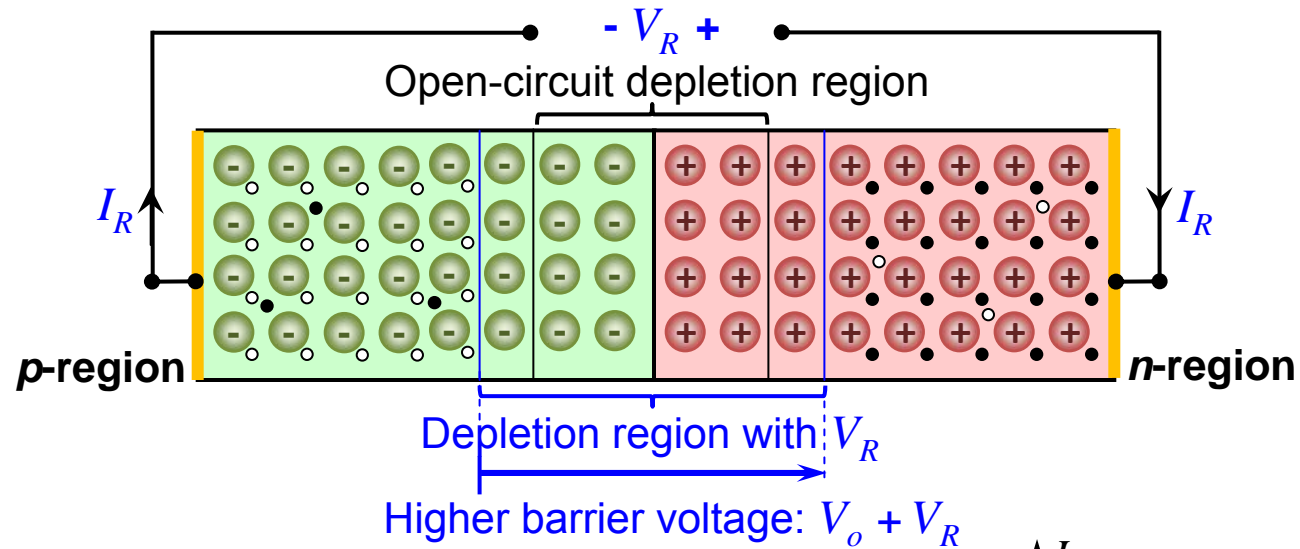 - V_R +
Open-circuit depletion region
I_R
I_R
p-region
n-region
Depletion region with V_R
Higher barrier voltage: V_o + V_R